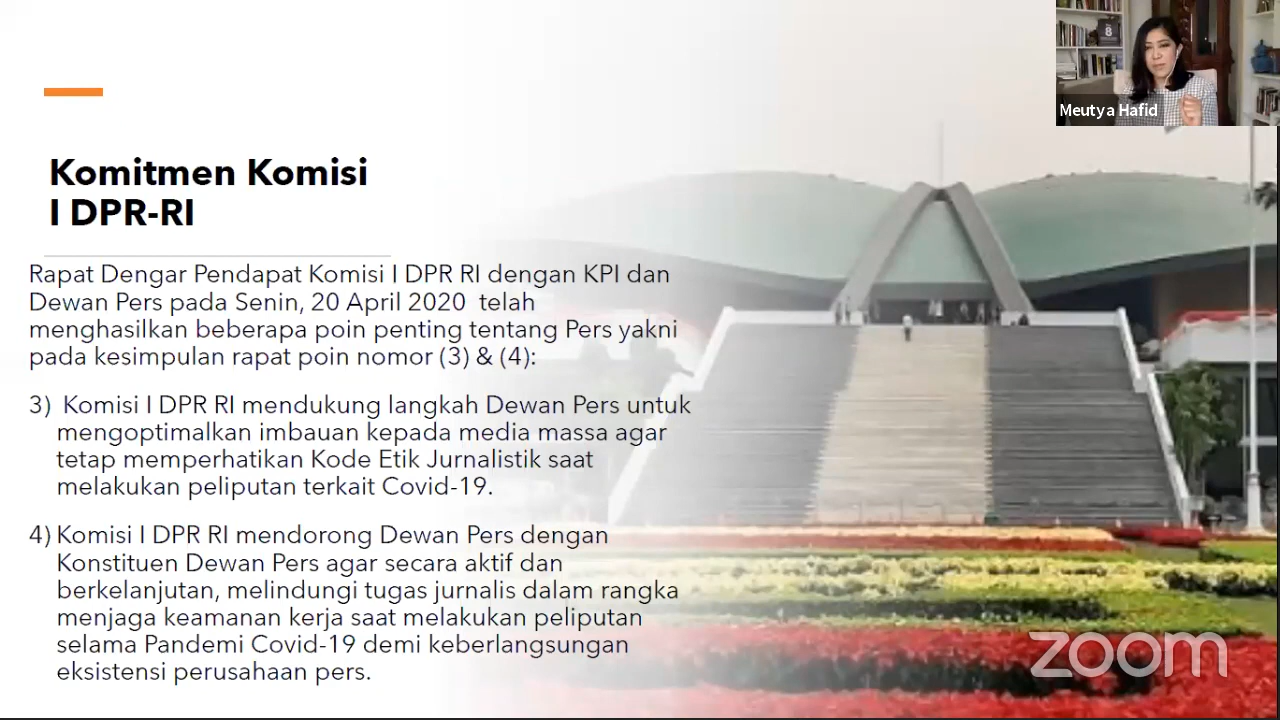 Meutya Hafid
Komitmen Komisi
I DPR-RI
Rapat Dengar Pendapat Komisi I DPR RI dengan KPI dan
Dewan Pers pada Senin, 20 April 2020 telah
menghasilkan beberapa poin penting tentang Pers yakni
pada kesimpulan rapat poin nomor (3) & (4):
3) Komisi I DPR RI mendukung langkah Dewan Pers untuk
mengoptimalkan imbauan kepada media massa agar
tetap memperhatikan Kode Etik Jurnalistik saat
melakukan peliputan terkait Covid-19.
4) Komisi I DPR RI mendorong Dewan Pers dengan
Konstituen Dewan Pers agar secara aktif dan
berkelanjutan, melindungi tugas jurnalis dalam rangka
menjaga keamanan kerja saat melakukan peliputan
selama Pandemi Covid-19 demi keberlangsungan
eksistensi perusahaan pers.
zoom